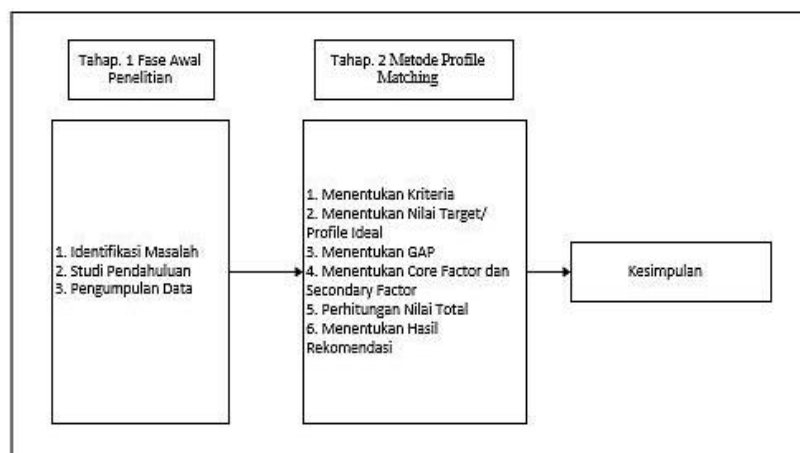 Tahap. 1 Fase Awal
Penelitian
Tahap. 2 Metode Profile
Matching
1. Identifikasi Masalah
2. Studi Pendahuluan
3. Pengumpulan Data
1. Menentukan Kriteria
2. Menentukan Nilai Target/
Profile Ideal
3. Menentukan GAP
4. Menentukan Core Factor dan
Secondary Factor
5. Perhitungan Nilai Total
6. Menentukan Hasil
Rekomendasi
Kesimpulan